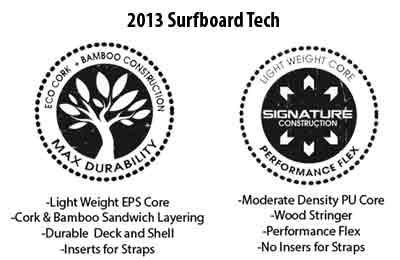 2013 Surfboard Tech
ECO CORK + BAMBOO CONSTRUCTION
MAX DURABILITY
-Light Weight EPS Core
-Cork & Bamboo Sandwich Layering
-Durable Deck and Shell
-Inserts for Straps
LIGHT WEIGHT CORE
SIGNATURE
CONSTRUCTION
PERFORMANCE FLEX
-Moderate Density PU Core
-Wood Stringer
-Performance Flex
-No Insers for Straps